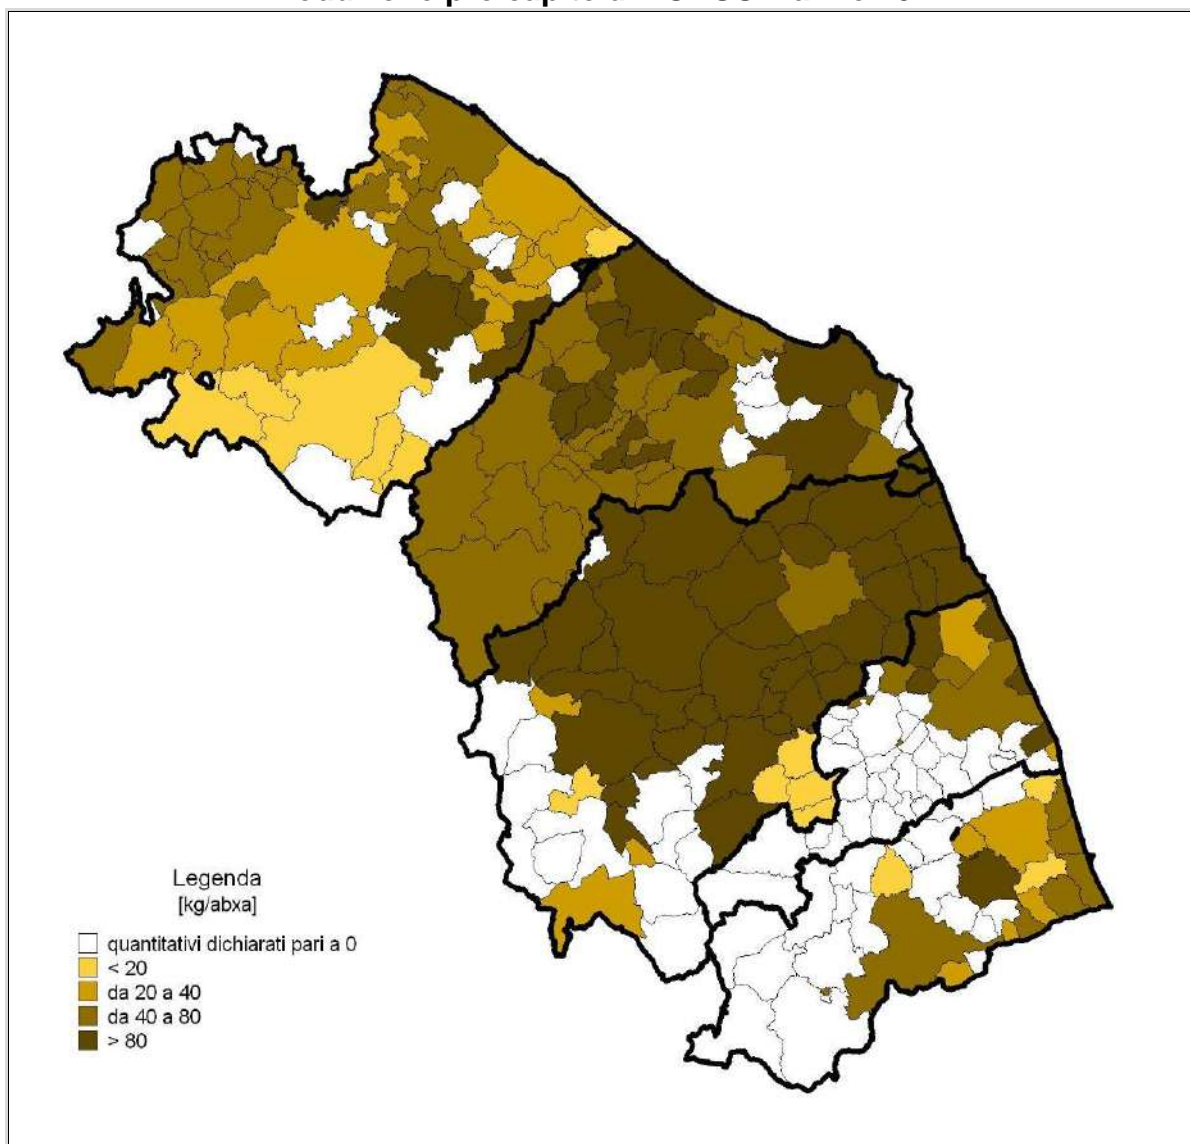 Legenda
[kg/abxa]
quantitativi dichiarati pari a 0
< 20
da 20 a 40
da 40 a 80
> 80